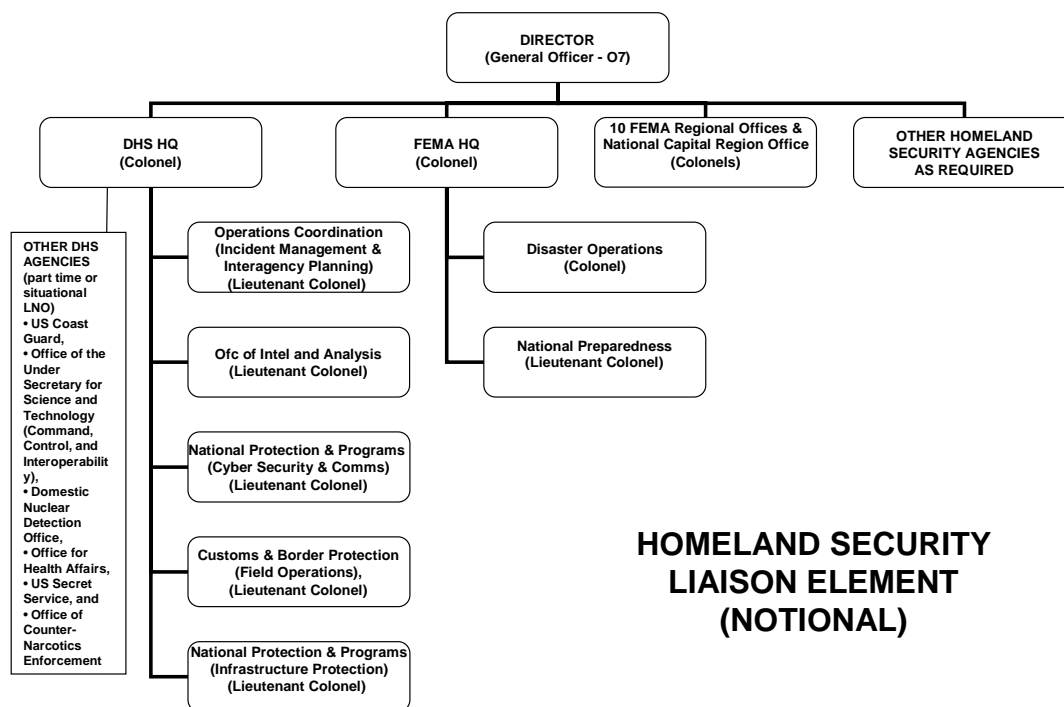 DIRECTOR
(General Officer - O7)
DHS HQ
(Colonel)
FEMA HQ
(Colonel)
10 FEMA Regional Offices &
National Capital Region Office
(Colonels)
OTHER HOMELAND
SECURITY AGENCIES
AS REQUIRED
OTHER DHS
AGENCIES
(part time or
situational
LNO)
• US Coast
Guard,
• Office of the
Under
Secretary for
Science and
Technology
(Command,
Control, and
Interoperabilit
y),
• Domestic
Nuclear
Detection
Office,
• Office for
Health Affairs,
• US Secret
Service, and
• Office of
Counter-
Narcotics
Enforcement
Operations Coordination
(Incident Management &
Interagency Planning)
(Lieutenant Colonel)
Ofc of Intel and Analysis
(Lieutenant Colonel)
National Protection & Programs
(Cyber Security & Comms)
(Lieutenant Colonel)
Customs & Border Protection
(Field Operations),
(Lieutenant Colonel)
National Protection & Programs
(Infrastructure Protection)
(Lieutenant Colonel)
Disaster Operations
(Colonel)
National Preparedness
(Lieutenant Colonel)
HOMELAND SECURITY
LIAISON ELEMENT
(NOTIONAL)